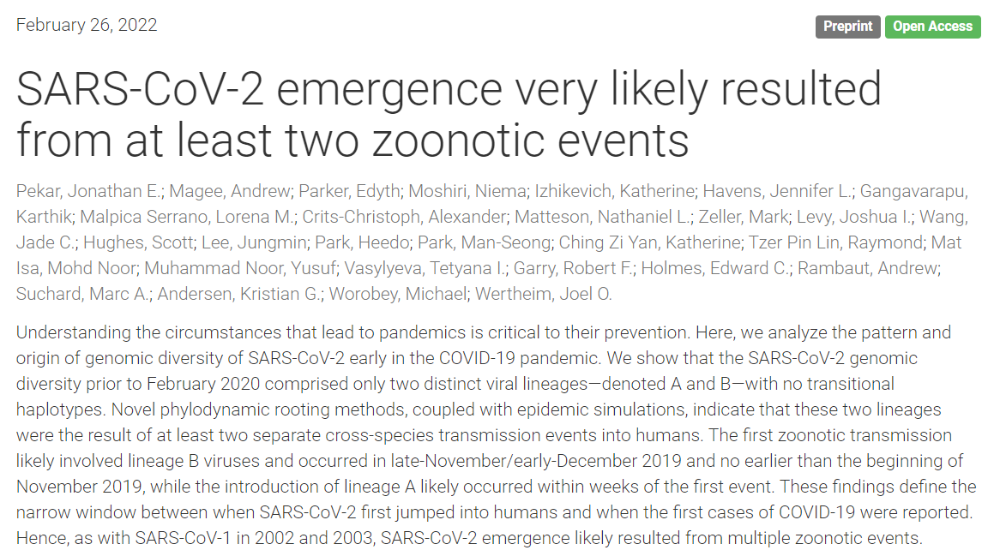 February 26, 2022
Preprint Open Access
SARS-CoV-2 emergence very likely resulted
from at least two zoonotic events
Pekar, Jonathan E.; Magee, Andrew; Parker, Edyth; Moshiri, Niema; Izhikevich, Katherine; Havens, Jennifer L.; Gangavarapu,
Karthik; Malpica Serrano, Lorena M.; Crits-Christoph, Alexander; Matteson, Nathaniel L.; Zeller, Mark; Levy, Joshua I.; Wang,
Jade C.; Hughes, Scott; Lee, Jungmin; Park, Heedo; Park, Man-Seong; Ching Zi Yan, Katherine; Tzer Pin Lin, Raymond; Mat
Isa, Mohd Noor; Muhammad Noor, Yusuf; Vasylyeva, Tetyana I.; Garry, Robert F.; Holmes, Edward C.; Rambaut, Andrew;
Suchard, Marc A.; Andersen, Kristian G.; Worobey, Michael; Wertheim, Joel O.
Understanding the circumstances that lead to pandemics is critical to their prevention. Here, we analyze the pattern and
origin of genomic diversity of SARS-CoV-2 early in the COVID-19 pandemic. We show that the SARS-CoV-2 genomic
diversity prior to February 2020 comprised only two distinct viral lineages—denoted A and B—with no transitional
haplotypes. Novel phylodynamic rooting methods, coupled with epidemic simulations, indicate that these two lineages
were the result of at least two separate cross-species transmission events into humans. The first zoonotic transmission
likely involved lineage B viruses and occurred in late-November/early-December 2019 and no earlier than the beginning of
November 2019, while the introduction of lineage A likely occurred within weeks of the first event. These findings define the
narrow window between when SARS-CoV-2 first jumped into humans and when the first cases of COVID-19 were reported.
Hence, as with SARS-CoV-1 in 2002 and 2003, SARS-CoV-2 emergence likely resulted from multiple zoonotic events.